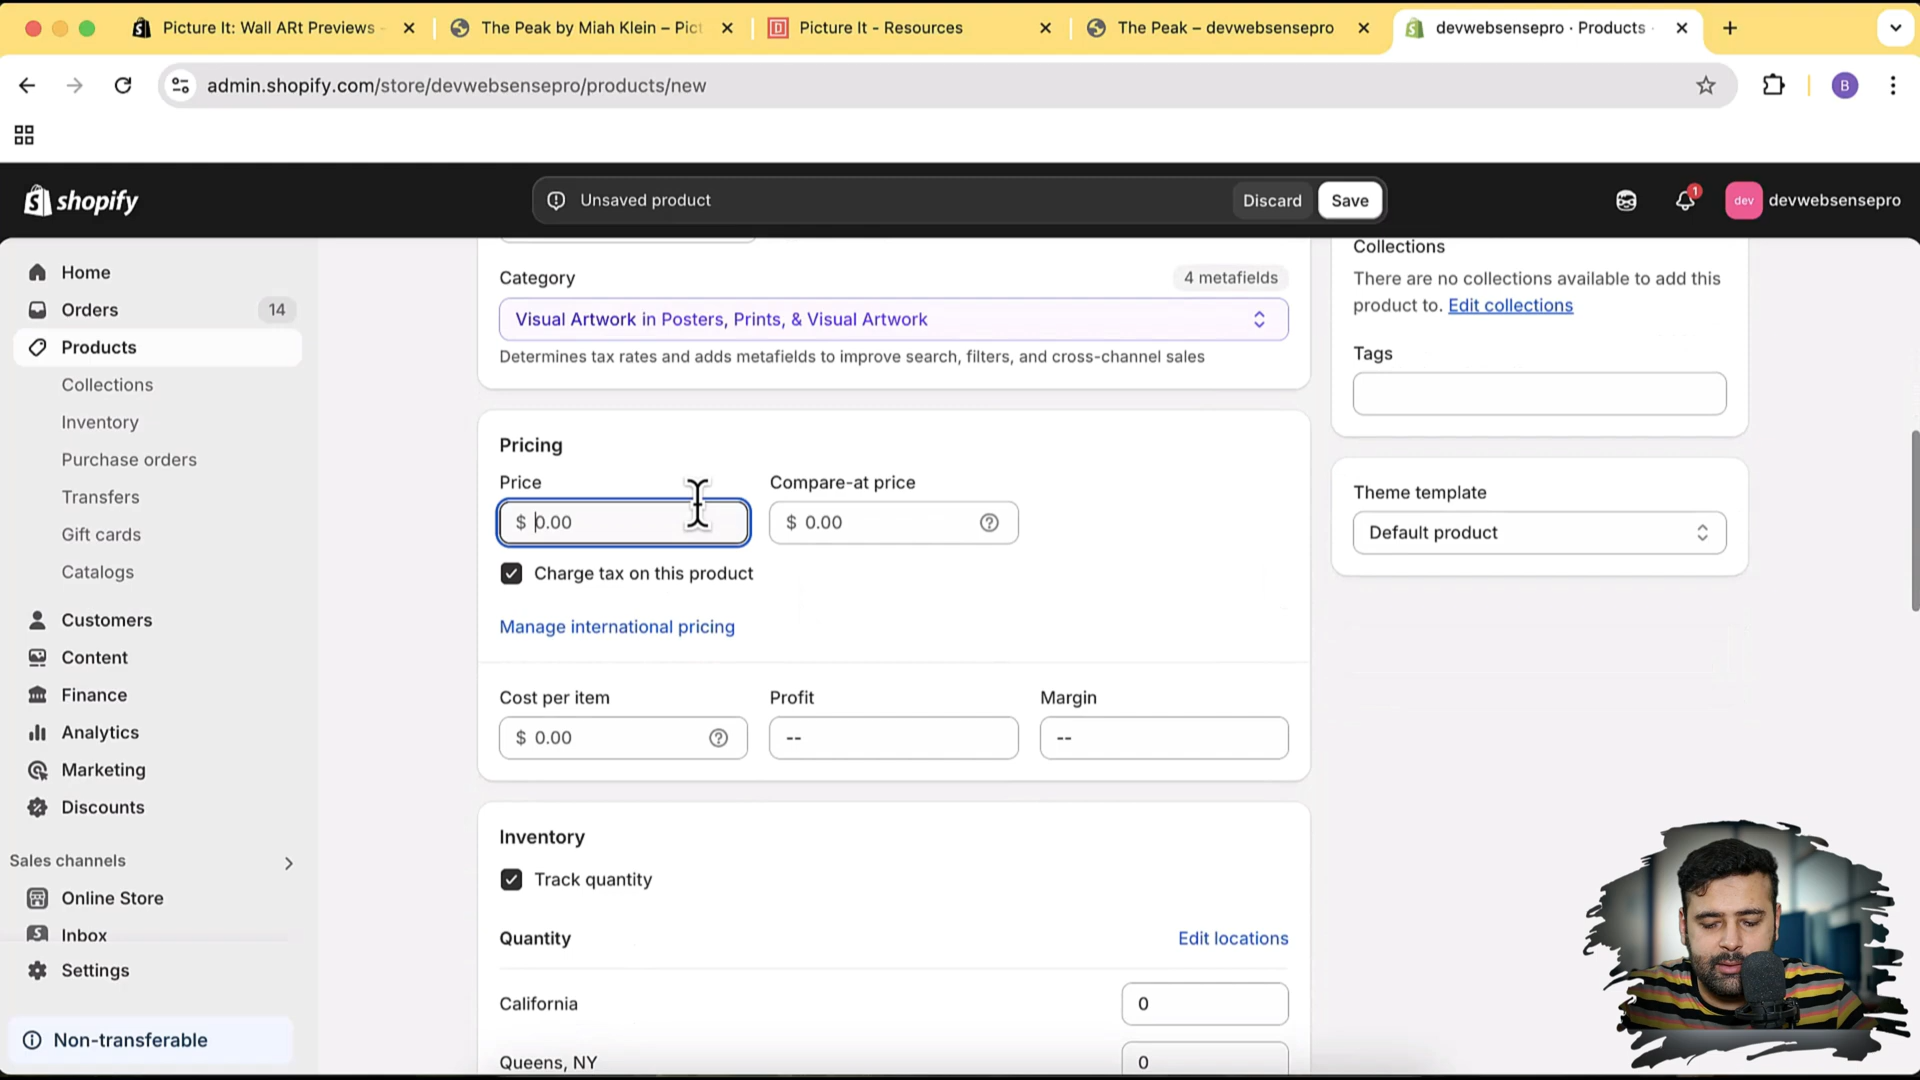 Picture It: Wall ARt Previews -
The Peak by Miah Klein – Pict
Picture It - Resources
The Peak – devwebsensepro
devwebsensepro · Products ·
admin.shopify.com/store/devwebsensepro/products/new
B
shopify
Unsaved product
Discard
Save
1
dev
devwebsensepro
Home
Orders
14
Products
Collections
Inventory
Purchase orders
Transfers
Gift cards
Catalogs
Customers
Content
Finance
Analytics
Marketing
Discounts
Sales channels
Online Store
Inbox
Settings
Non-transferable
Category
4 metafields
Visual Artwork in Posters, Prints, & Visual Artwork
Determines tax rates and adds metafields to improve search, filters, and cross-channel sales
Pricing
Price
Compare-at price
$ 0.00
$ 0.00
Charge tax on this product
Manage international pricing
Cost per item
Profit
Margin
$ 0.00
--
--
Inventory
Track quantity
Quantity
Edit locations
California
0
Queens, NY
0
Collections
There are no collections available to add this
product to. Edit collections
Tags
Theme template
Default product